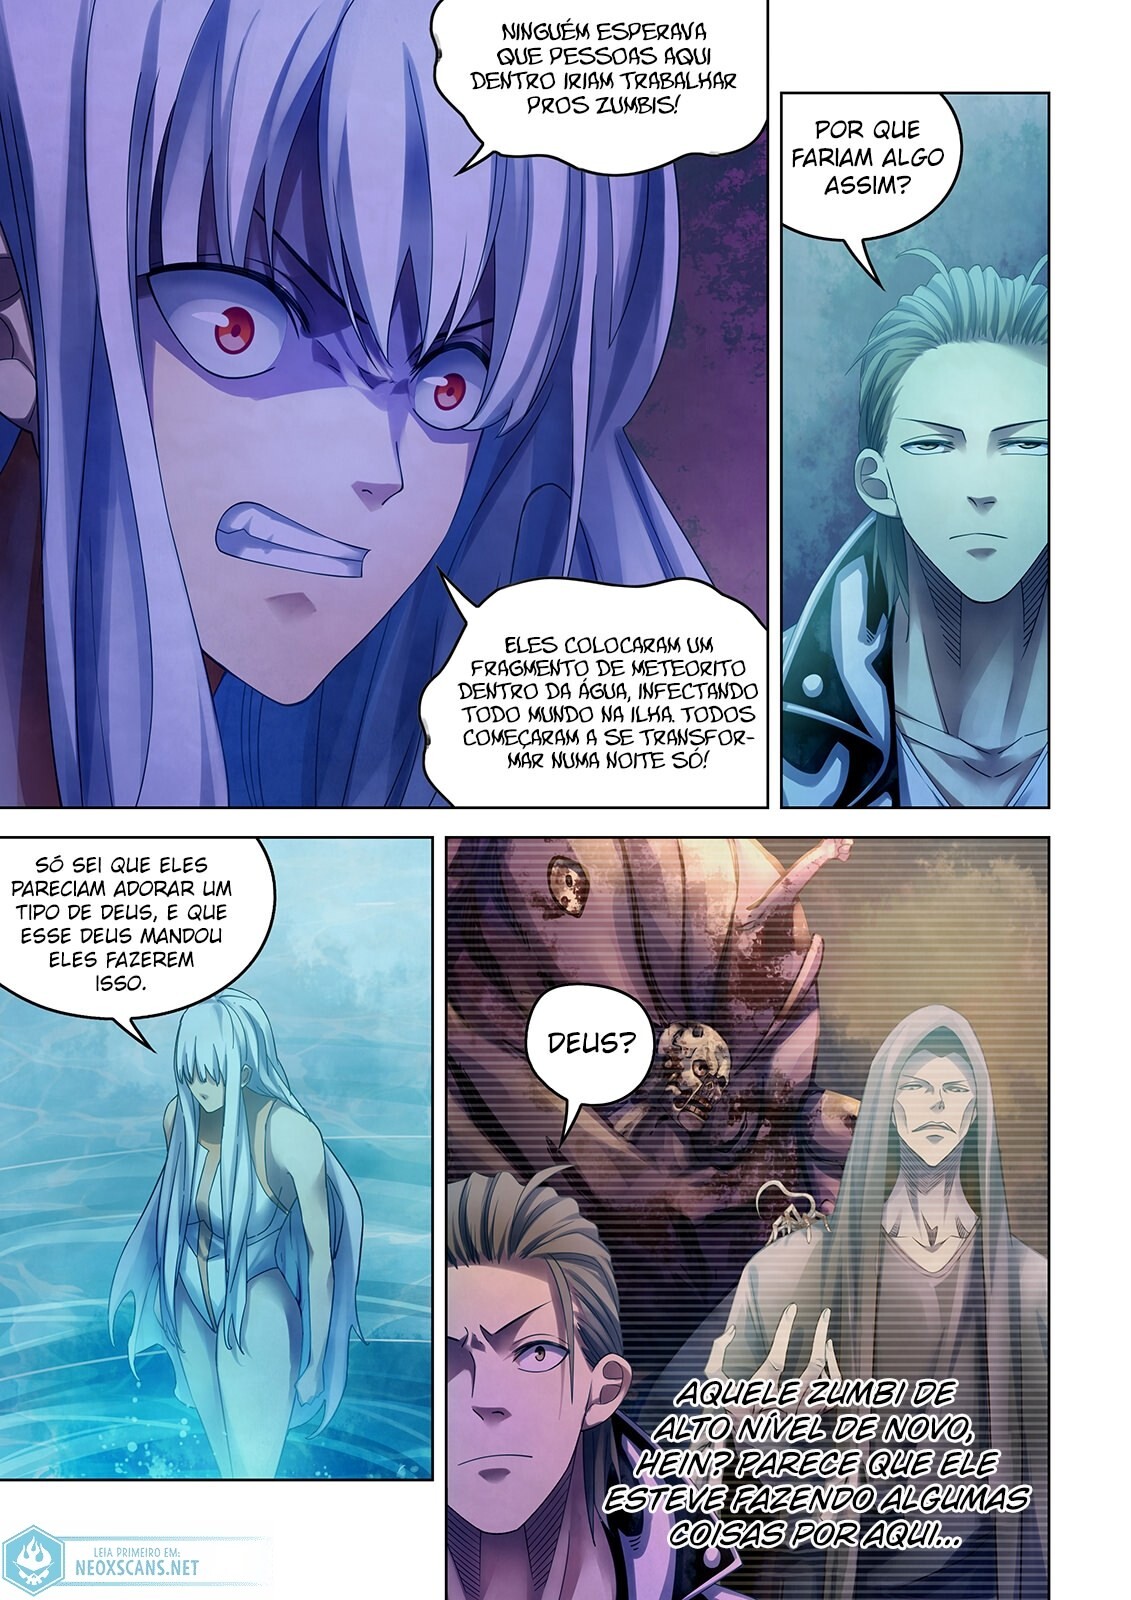 NINGUÉM ESPERAVA
QUE PESSOAS AQUI
DENTRO IRIAM TRABALHAR
PROS ZUMBIS!
POR QUE
FARIAM ALGO
ASSIM?
ELES COLOCARAM UM
FRAGMENTO DE METEORITO
DENTRO DA ÁGUA, INFECTANDO
TODO MUNDO NA ILHA. TODOS
COMEÇARAM A SE TRANSFOR-
MAR NUMA NOITE SÓ!
SÓ SEI QUE ELES
PARECIAM ADORAR UM
TIPO DE DEUS, E QUE
ESSE DEUS MANDOU
ELES FAZEREM
ISSO.
DEUS?
AQUELE ZUMBI DE
ALTO NÍVEL DE NOVO,
HEIN? PARECE QUE ELE
ESTEVE FAZENDO ALGUMAS
COISAS POR AQUI...
LEIA PRIMEIRO EM:
NEOXSCANS.NET